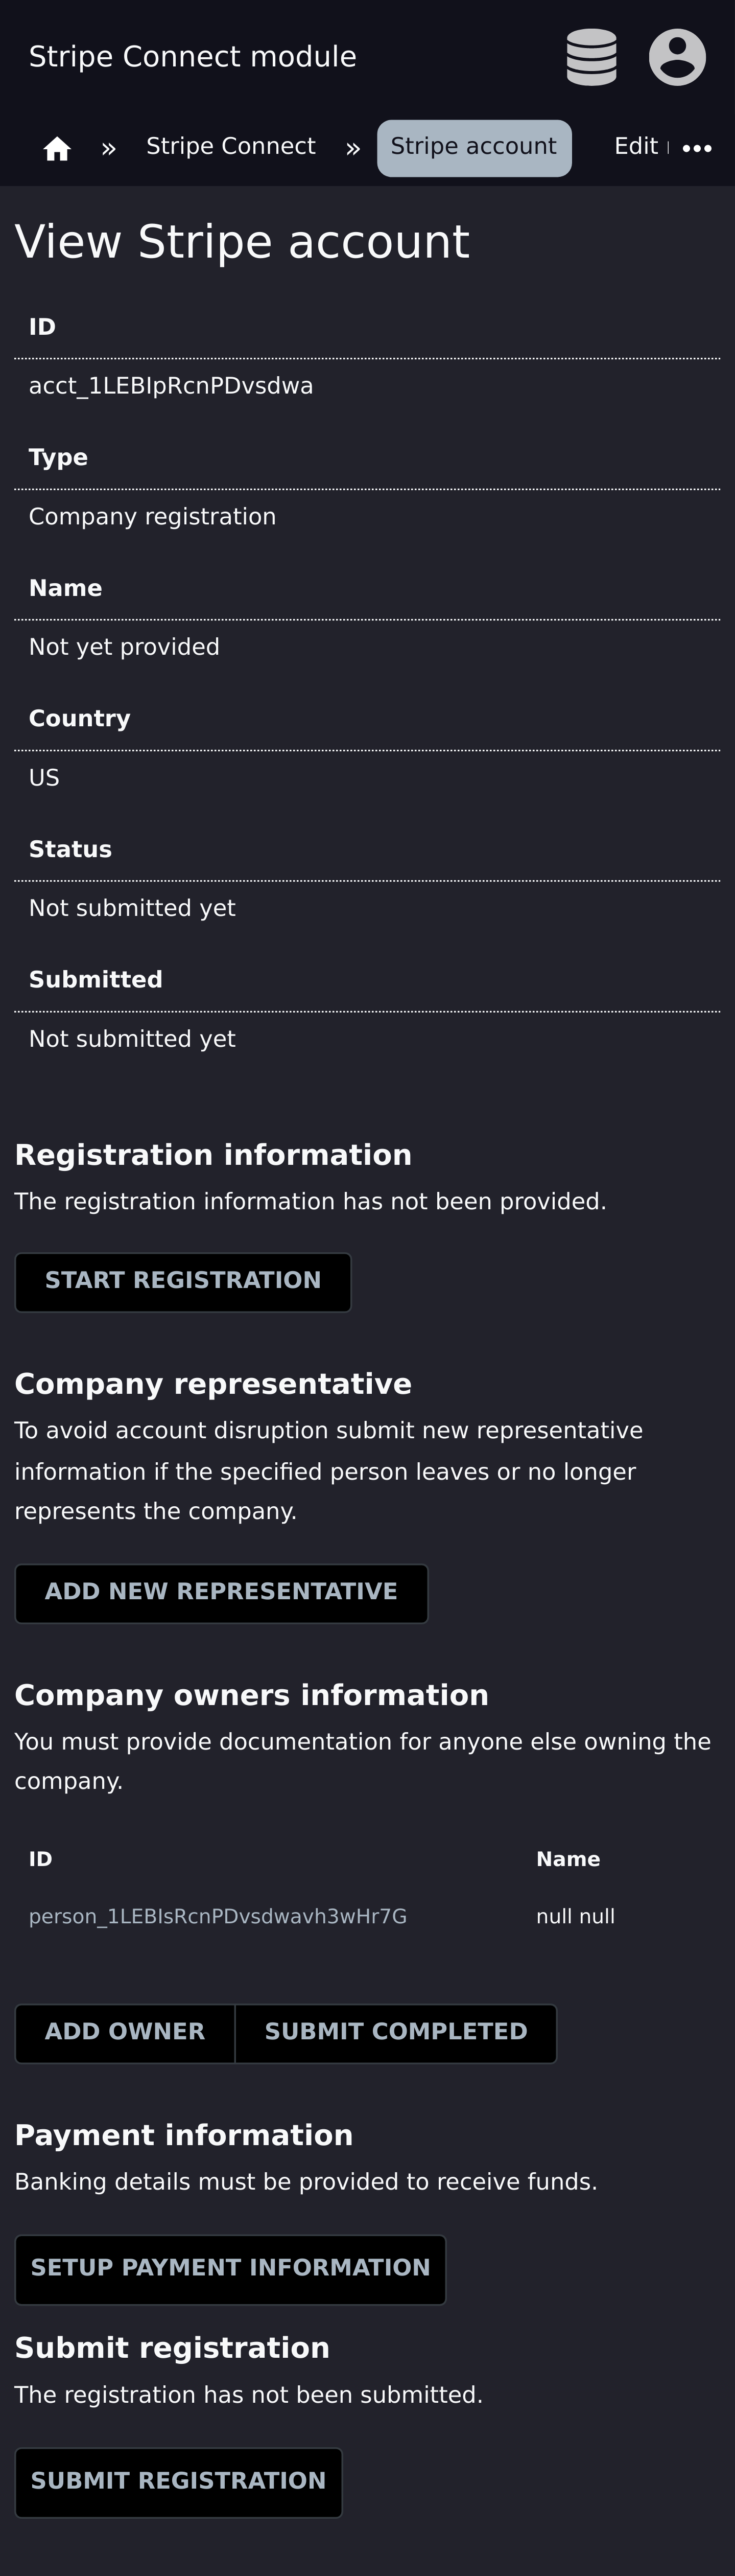 Stripe Connect module
» Stripe Connect » Stripe account Edit
View Stripe account
ID
acct_1LEBIpRcnPDvsdwa
Type
Company registration
Name
Not yet provided
Country
US
Status
Not submitted yet
Submitted
Not submitted yet
Registration information
The registration information has not been provided.
START REGISTRATION
Company representative
To avoid account disruption submit new representative
information if the specified person leaves or no longer
represents the company.
ADD NEW REPRESENTATIVE
Company owners information
You must provide documentation for anyone else owning the
company.
ID Name
person_1LEBIsRcnPDvsdwavh3wHr7G null null
ADD OWNER SUBMIT COMPLETED
Payment information
Banking details must be provided to receive funds.
SETUP PAYMENT INFORMATION
Submit registration
The registration has not been submitted.
SUBMIT REGISTRATION